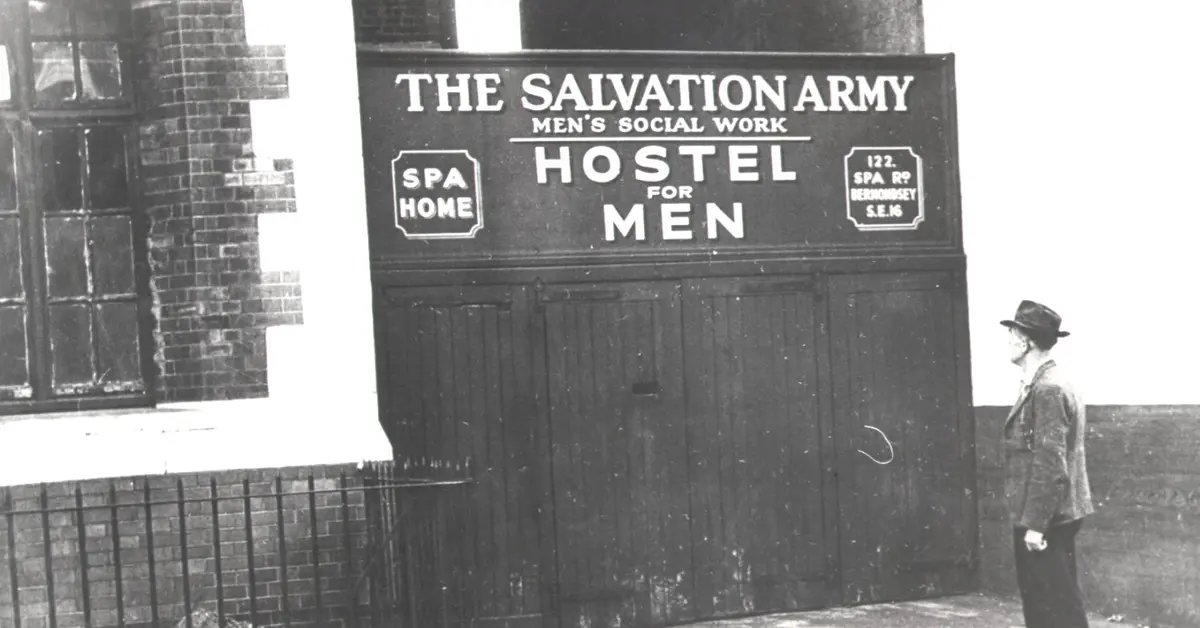 THE SALVATION ARMY
MEN'S SOCIAL WORK
HOSTEL
FOR
MEN
SPA
HOME
122.
SPA RD
BERMONDSEY
S.E.16